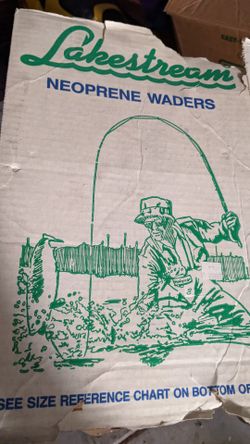 Lakestream
NEOPRENE WADERS
SEE SIZE REFERENCE CHART ON BOTTOM OF